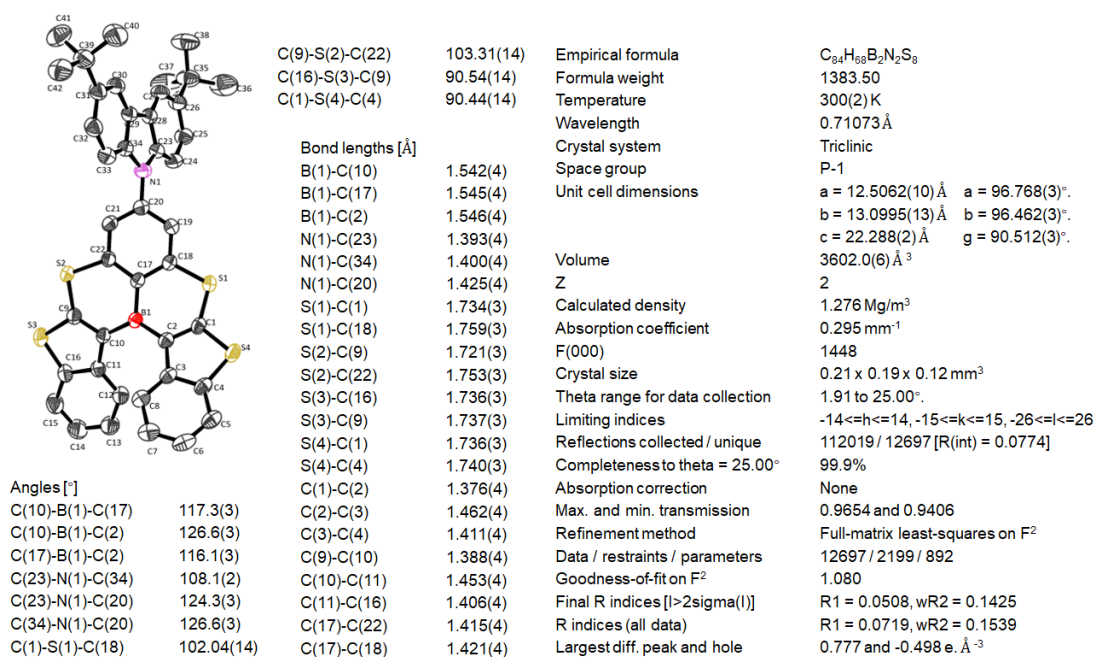 C41
C40
C39
C42
C30
C31
C38
C37
C35
C36
C26
C29
C28
C25
C32
C34
C23
C24
C33
N1
C20
C21
C19
C22
C18
C17
S2
S1
C9
B1
C1
S3
C10
C2
S4
C16
C11
C3
C4
C12
C8
C5
C15
C14
C13
C7
C6
Angles [°]
C(10)-B(1)-C(17) 117.3(3)
C(10)-B(1)-C(2) 126.6(3)
C(17)-B(1)-C(2) 116.1(3)
C(23)-N(1)-C(34) 108.1(2)
C(23)-N(1)-C(20) 124.3(3)
C(34)-N(1)-C(20) 126.6(3)
C(1)-S(1)-C(18) 102.04(14)
C(9)-S(2)-C(22) 103.31(14)
C(16)-S(3)-C(9) 90.54(14)
C(1)-S(4)-C(4) 90.44(14)
Bond lengths [Å]
B(1)-C(10) 1.542(4)
B(1)-C(17) 1.545(4)
B(1)-C(2) 1.546(4)
N(1)-C(23) 1.393(4)
N(1)-C(34) 1.400(4)
N(1)-C(20) 1.425(4)
S(1)-C(1) 1.734(3)
S(1)-C(18) 1.759(3)
S(2)-C(9) 1.721(3)
S(2)-C(22) 1.753(3)
S(3)-C(16) 1.736(3)
S(3)-C(9) 1.737(3)
S(4)-C(1) 1.736(3)
S(4)-C(4) 1.740(3)
C(1)-C(2) 1.376(4)
C(2)-C(3) 1.462(4)
C(3)-C(4) 1.411(4)
C(9)-C(10) 1.388(4)
C(10)-C(11) 1.453(4)
C(11)-C(16) 1.406(4)
C(17)-C(22) 1.415(4)
C(17)-C(18) 1.421(4)
Empirical formula C₈₄H₆₈B₂N₂S₈
Formula weight 1383.50
Temperature 300(2) K
Wavelength 0.71073 Å
Crystal system Triclinic
Space group P-1
Unit cell dimensions a = 12.5062(10) Å a = 96.768(3)°.
b = 13.0995(13) Å b = 96.462(3)°.
c = 22.288(2) Å g = 90.512(3)°.
Volume 3602.0(6) Å ³
Z 2
Calculated density 1.276 Mg/m³
Absorption coefficient 0.295 mm⁻¹
F(000) 1448
Crystal size 0.21 x 0.19 x 0.12 mm³
Theta range for data collection 1.91 to 25.00°.
Limiting indices -14<=h<=14, -15<=k<=15, -26<=l<=26
Reflections collected / unique 112019 / 12697 [R(int) = 0.0774]
Completeness to theta = 25.00° 99.9%
Absorption correction None
Max. and min. transmission 0.9654 and 0.9406
Refinement method Full-matrix least-squares on F²
Data / restraints / parameters 12697 / 2199 / 892
Goodness-of-fit on F² 1.080
Final R indices [I>2sigma(I)] R1 = 0.0508, wR2 = 0.1425
R indices (all data) R1 = 0.0719, wR2 = 0.1539
Largest diff. peak and hole 0.777 and -0.498 e. Å ⁻³